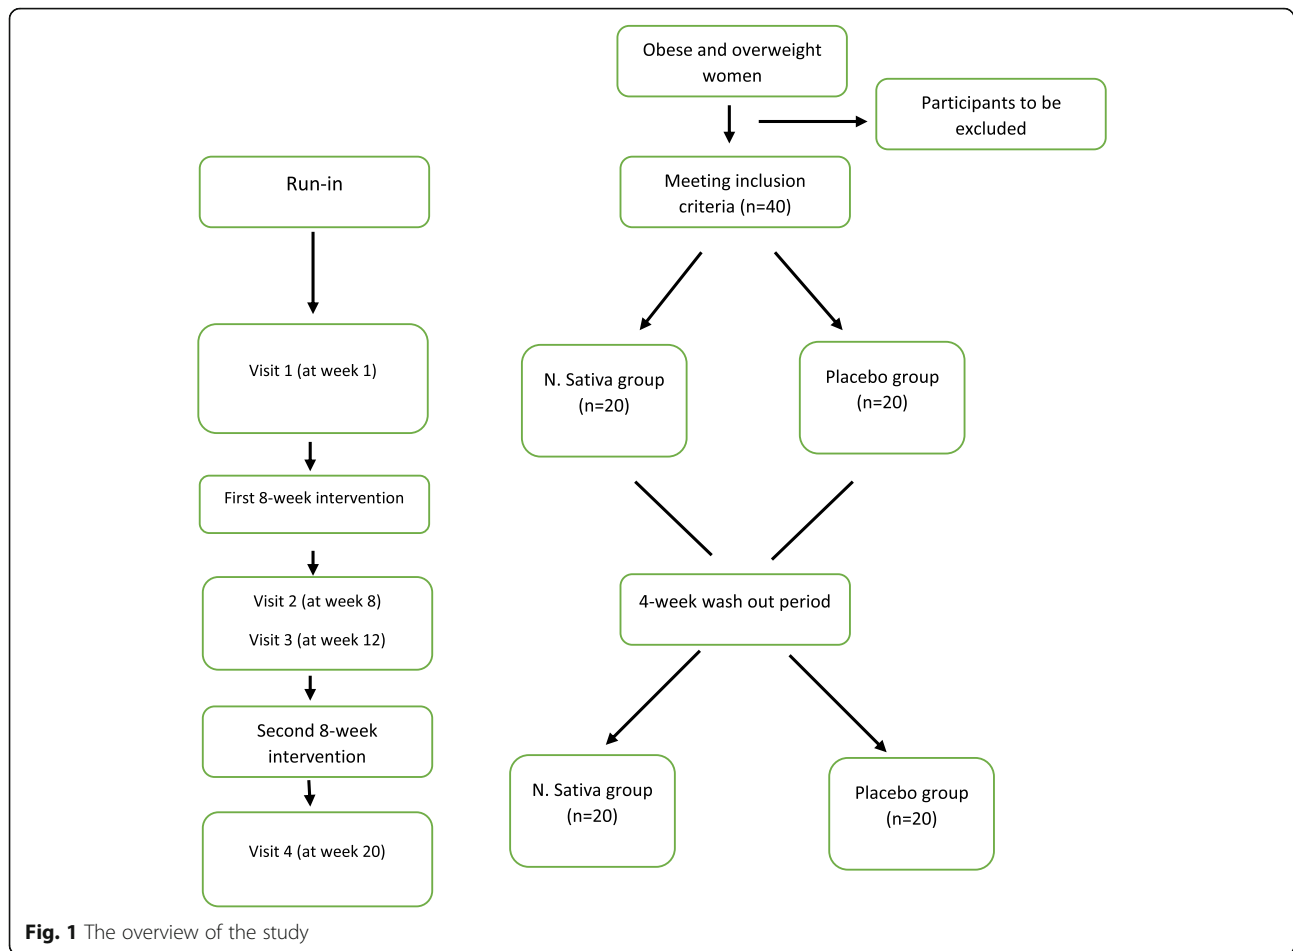 Obese and overweight
women
Participants to be
excluded
Run-in
Meeting inclusion
criteria (n=40)
Visit 1 (at week 1)
N. Sativa group
(n=20)
Placebo group
(n=20)
First 8-week intervention
Visit 2 (at week 8)
Visit 3 (at week 12)
4-week wash out period
Second 8-week
intervention
N. Sativa group
(n=20)
Placebo group
(n=20)
Visit 4 (at week 20)
Fig. 1 The overview of the study